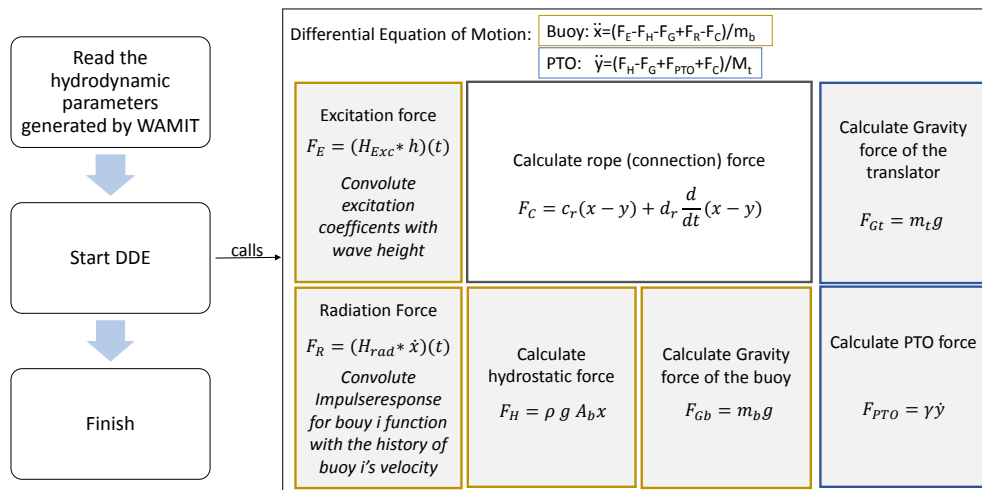 Read the
hydrodynamic
parameters
generated by WAMIT
Start DDE
Finish
calls
Differential Equation of Motion:
Buoy: ẍ=(F_E-F_H-F_G+F_R-F_C)/m_b
PTO: ÿ=(F_H-F_G+F_PTO+F_C)/M_t
Excitation force
F_E = (H_Exc * h)(t)
Convolute
excitation
coefficents with
wave height
Calculate rope (connection) force
F_C = c_r(x − y) + d_r d/dt (x − y)
Calculate Gravity
force of the
translator
F_Gt = m_t g
Radiation Force
F_R = (H_rad * ẋ)(t)
Convolute
Impulseresponse
for bouy i function
with the history of
buoy i’s velocity
Calculate
hydrostatic force
F_H = ρ g A_b x
Calculate Gravity
force of the buoy
F_Gb = m_b g
Calculate PTO force
F_PTO = γẏ